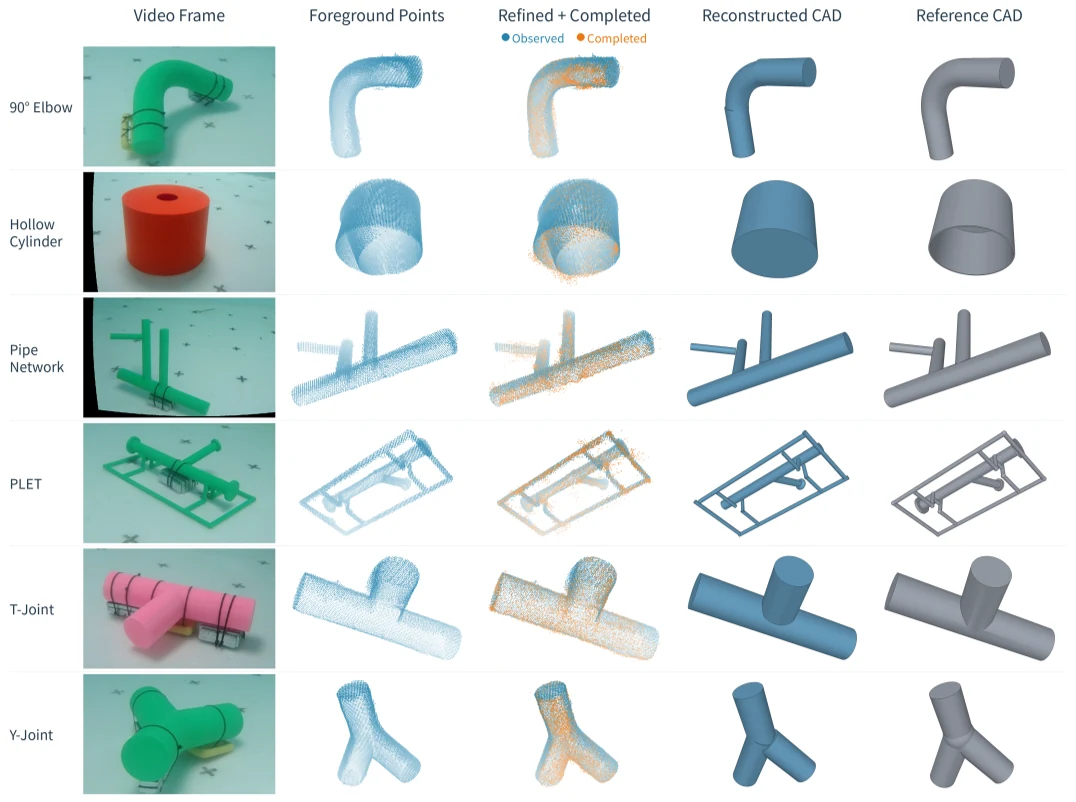 Video Frame
Foreground Points
Refined + Completed
Reconstructed CAD
Reference CAD
Observed
Completed
90° Elbow
Hollow
Cylinder
Pipe
Network
PLET
T-Joint
Y-Joint